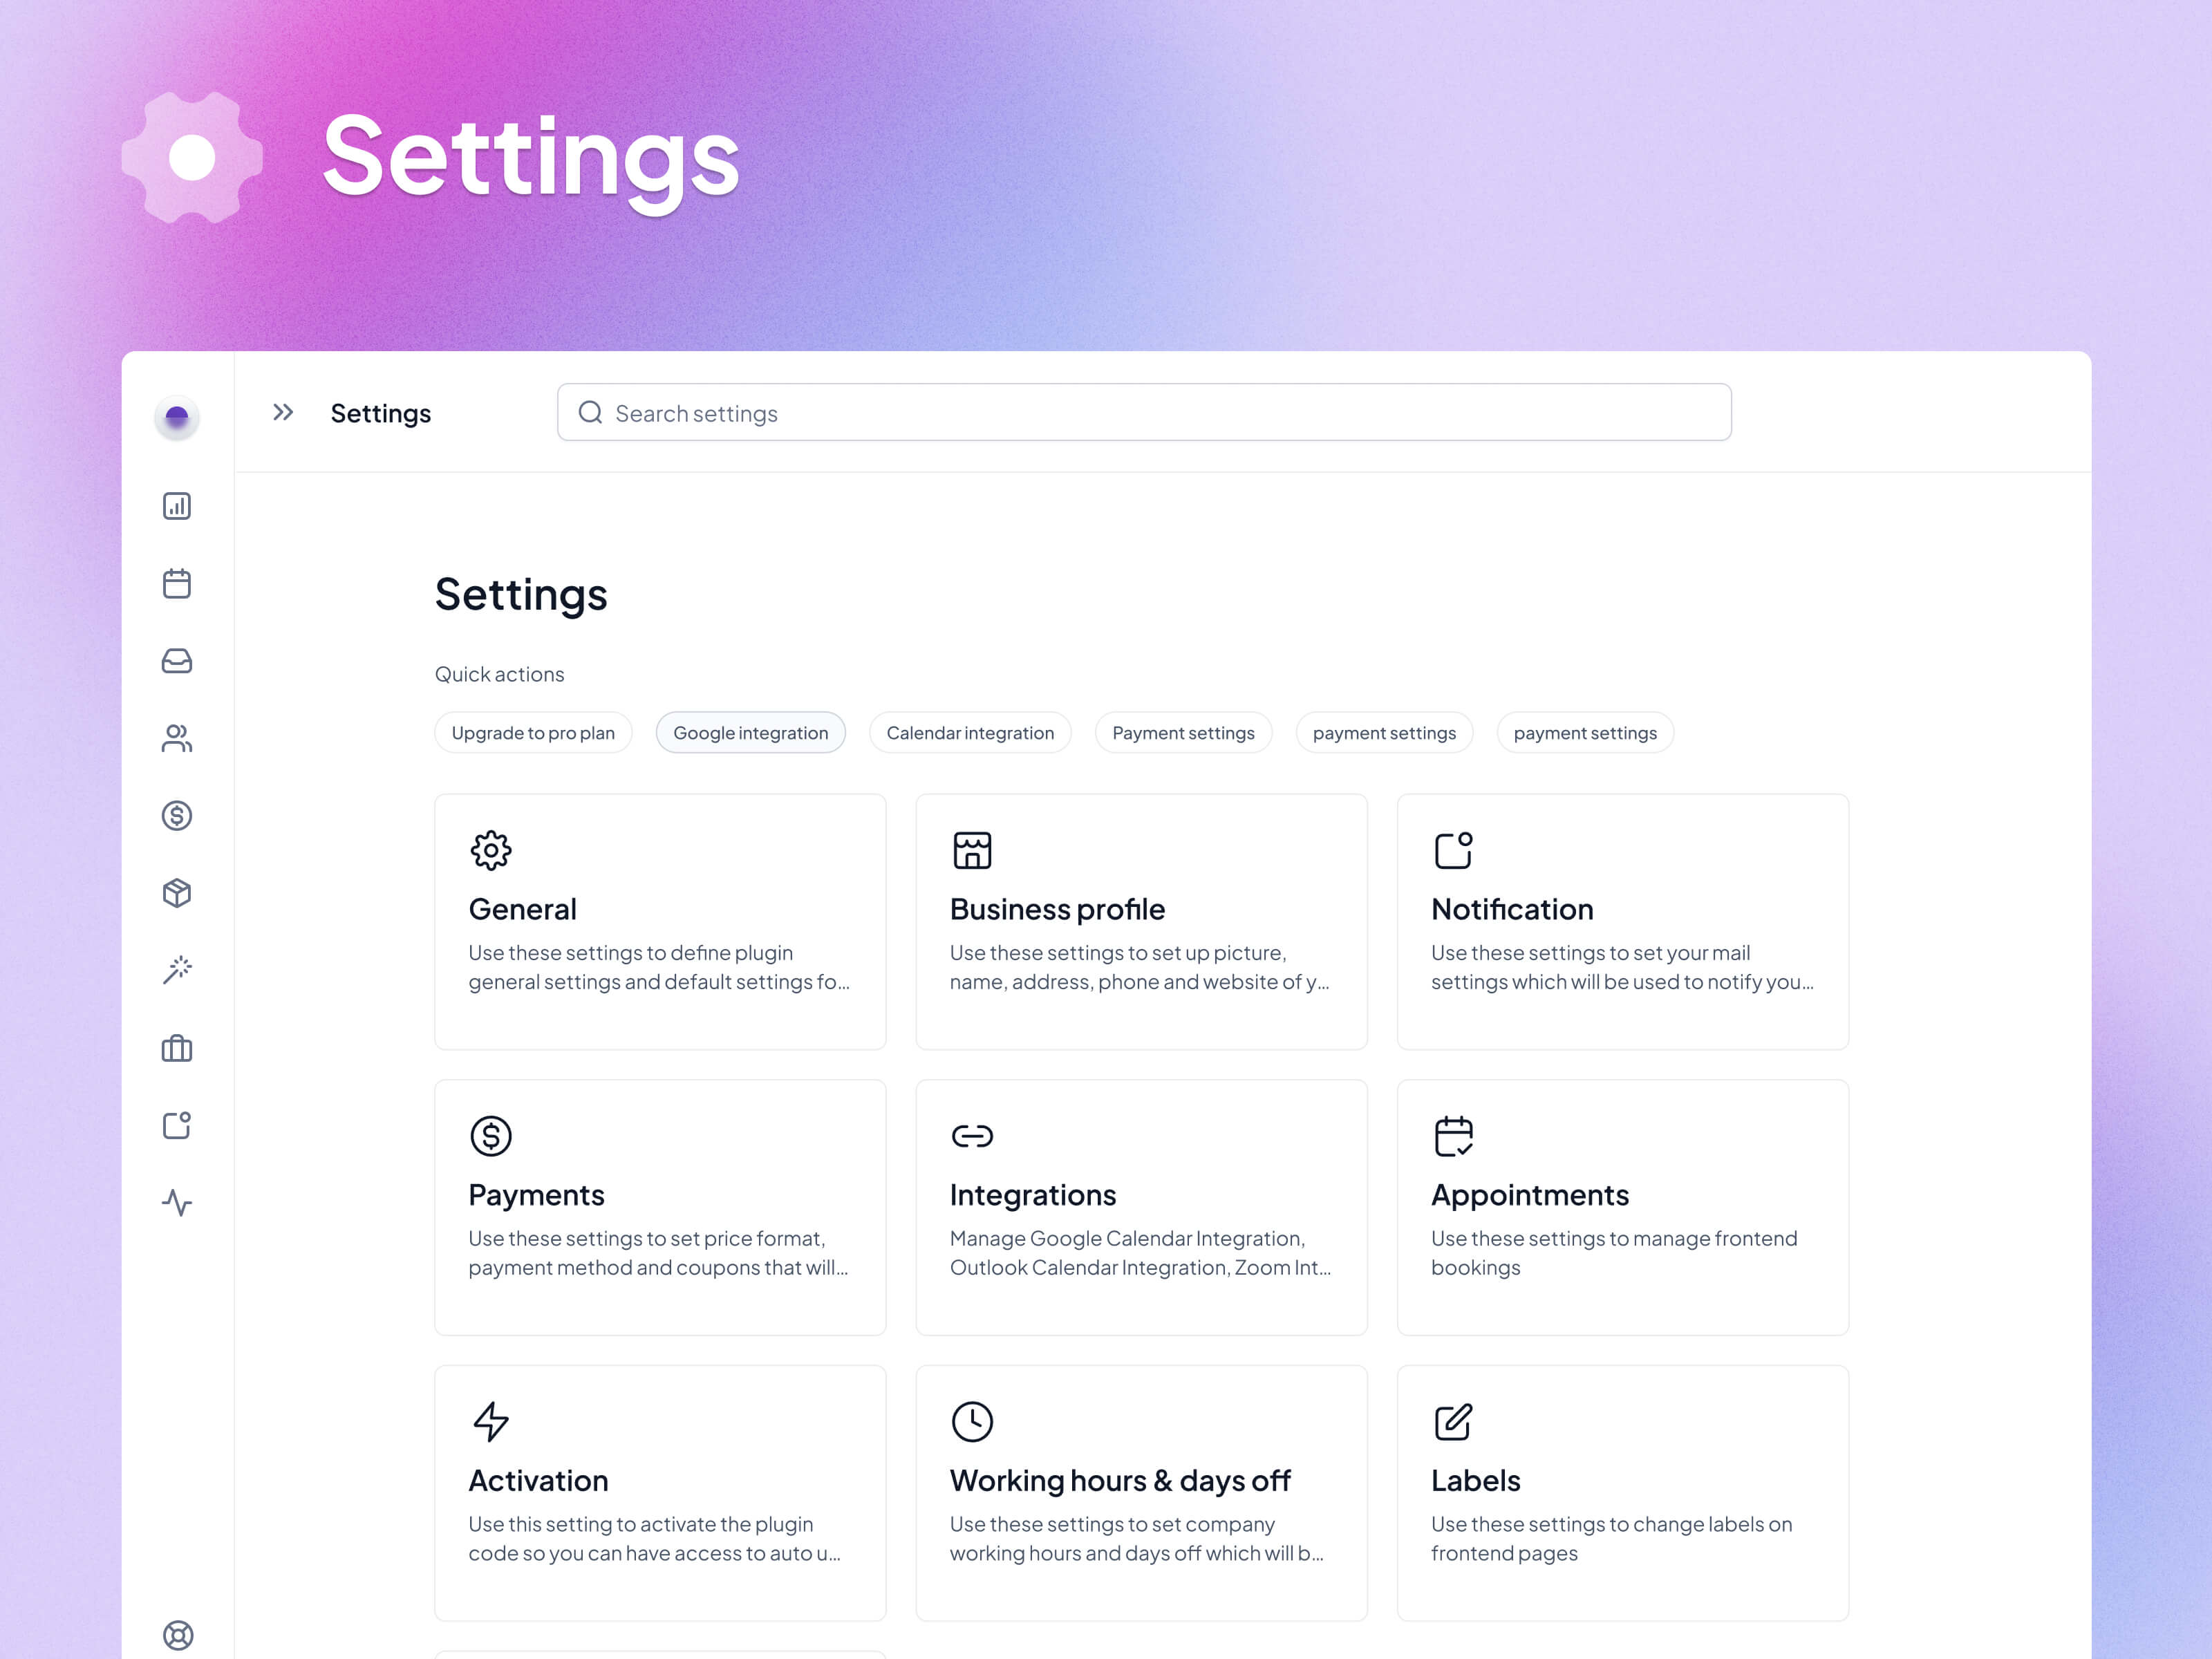 Settings
Settings
Search settings
Settings
Quick actions
Upgrade to pro plan
Google integration
Calendar integration
Payment settings
payment settings
payment settings
General
Use these settings to define plugin
general settings and default settings fo...
Business profile
Use these settings to set up picture,
name, address, phone and website of y...
Notification
Use these settings to set your mail
settings which will be used to notify you...
Payments
Use these settings to set price format,
payment method and coupons that will...
Integrations
Manage Google Calendar Integration,
Outlook Calendar Integration, Zoom Int...
Appointments
Use these settings to manage frontend
bookings
Activation
Use this setting to activate the plugin
code so you can have access to auto u...
Working hours & days off
Use these settings to set company
working hours and days off which will b...
Labels
Use these settings to change labels on
frontend pages